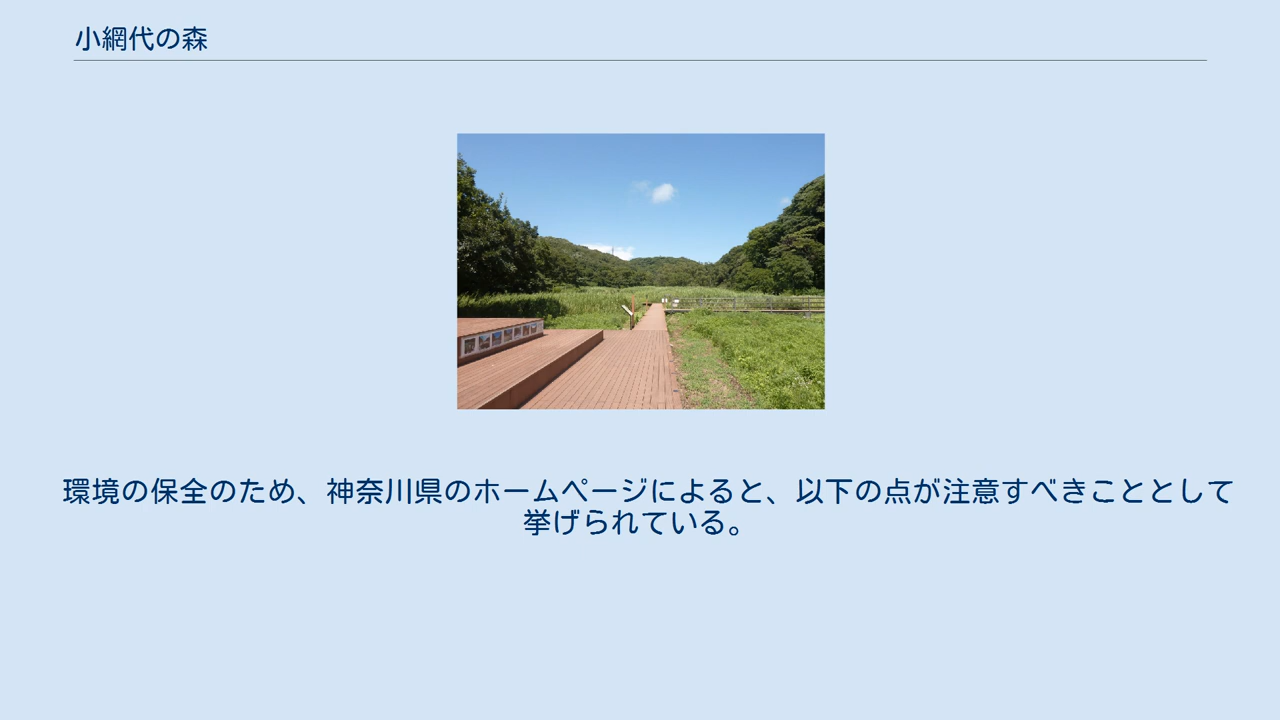 小網代の森
環境の保全のため、神奈川県のホームページによると、以下の点が注意すべきこととして
挙げられている。